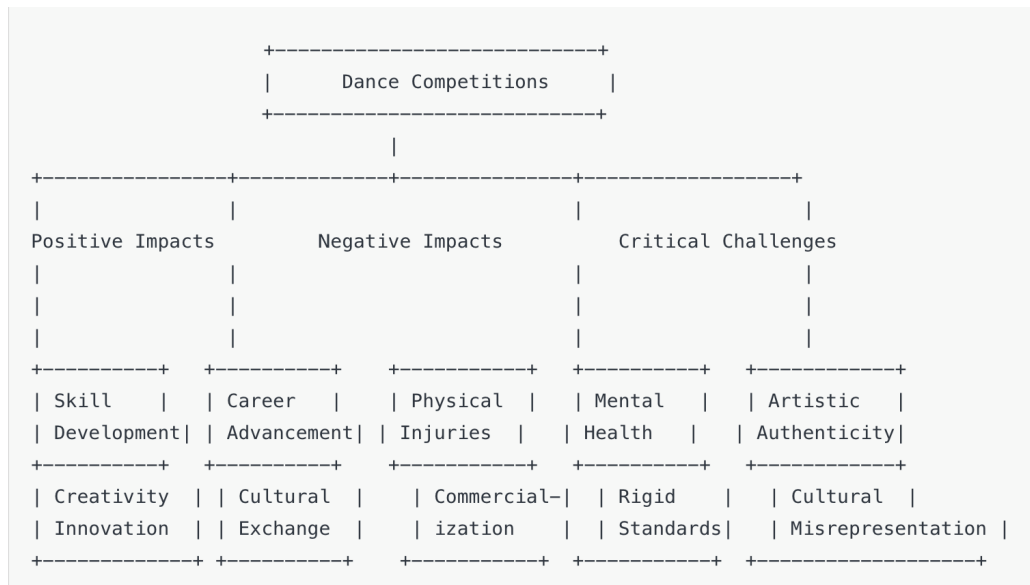 Dance Competitions
Positive Impacts Negative Impacts Critical Challenges
| Skill | | Career | | Physical | | Mental | | Artistic |
| Development| | Advancement| | Injuries | | Health | | Authenticity|
| Creativity | | Cultural | | Commercial-| | Rigid | | Cultural |
| Innovation | | Exchange | | ization | | Standards| | Misrepresentation |